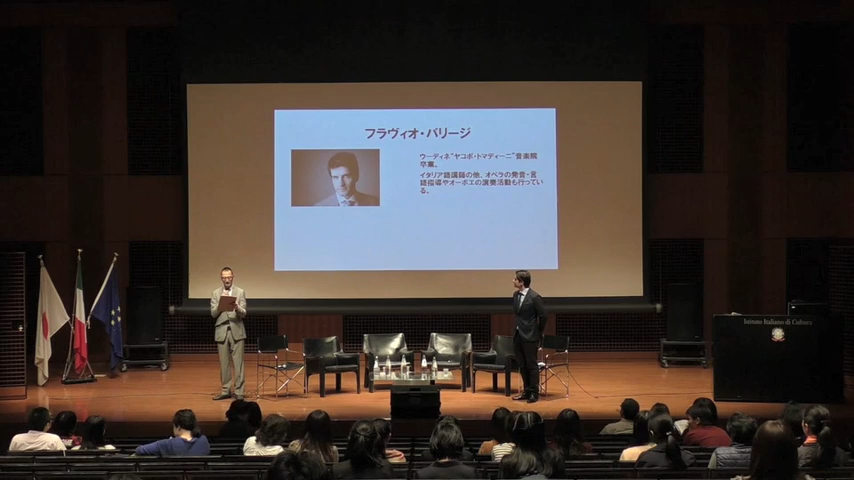 フラヴィオ・パリージ
ウーディネ"ヤコポ・トマディーニ"音楽院
卒業。
イタリア語講師の他、オペラの発音・言
語指導やオーボエの演奏活動も行ってい
る。
Istituto Italiano di Cultura